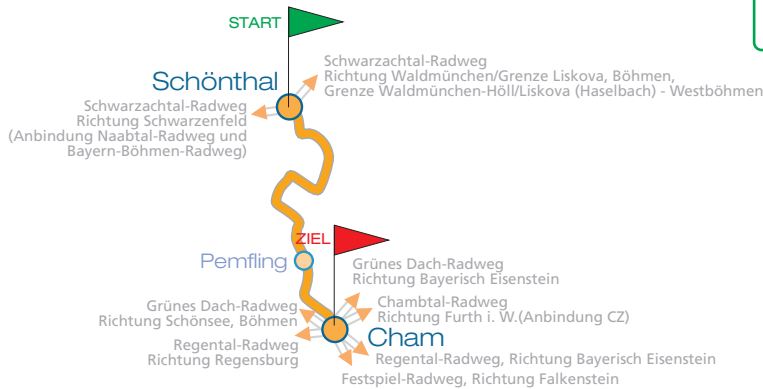 START
Schwarzachtal-Radweg
Richtung Waldmünchen/Grenze Liskova, Böhmen,
Grenze Waldmünchen-Höll/Liskova (Haselbach) - Westböhmen
Schönthal
Schwarzachtal-Radweg
Richtung Schwarzenfeld
(Anbindung Naabtal-Radweg und
Bayern-Böhmen-Radweg)
ZIEL
Pemfling
Grünes Dach-Radweg
Richtung Bayerisch Eisenstein
Grünes Dach-Radweg
Richtung Schönsee, Böhmen
Chambtal-Radweg
Richtung Furth i. W.(Anbindung CZ)
Cham
Regental-Radweg
Richtung Regensburg
Regental-Radweg, Richtung Bayerisch Eisenstein
Festspiel-Radweg, Richtung Falkenstein